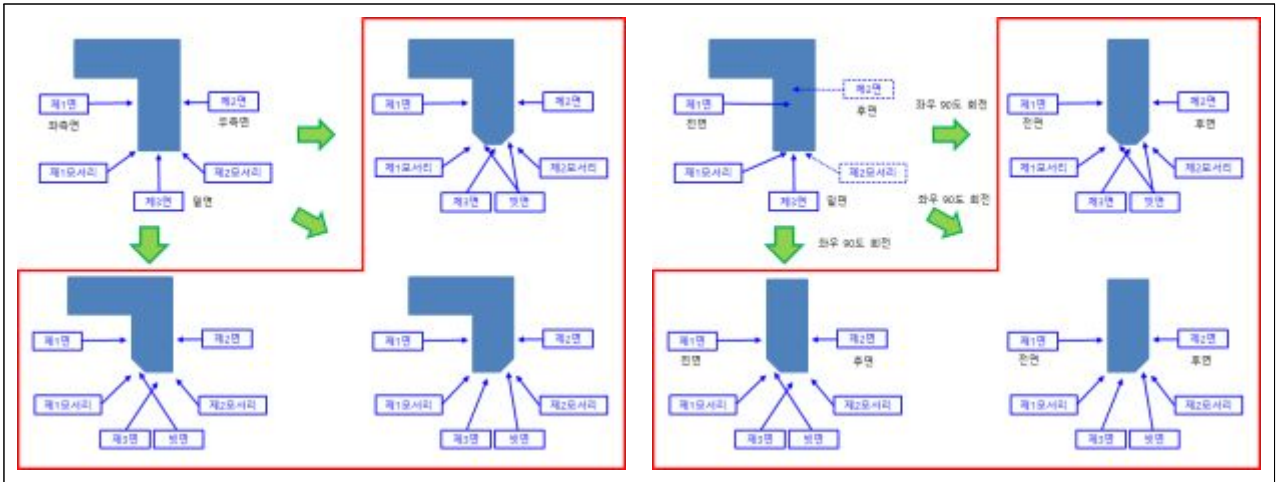 제1면
좌측면
제2면
우측면
제1모서리
제2모서리
제3면
밑면
제1면
제2면
제1모서리
제2모서리
제3면
빗면
제1면
제2면
제1모서리
제2모서리
제3면
빗면
제1면
제2면
제1모서리
제2모서리
제3면
빗면
제1면
전면
제2면
후면
제1모서리
제2모서리
제3면
밑면
좌우 90도 회전
좌우 90도 회전
좌우 90도 회전
제1면
전면
제2면
후면
제1모서리
제2모서리
제3면
빗면
제1면
전면
제2면
후면
제1모서리
제2모서리
제3면
빗면
제1면
전면
제2면
후면
제1모서리
제2모서리
제3면
빗면